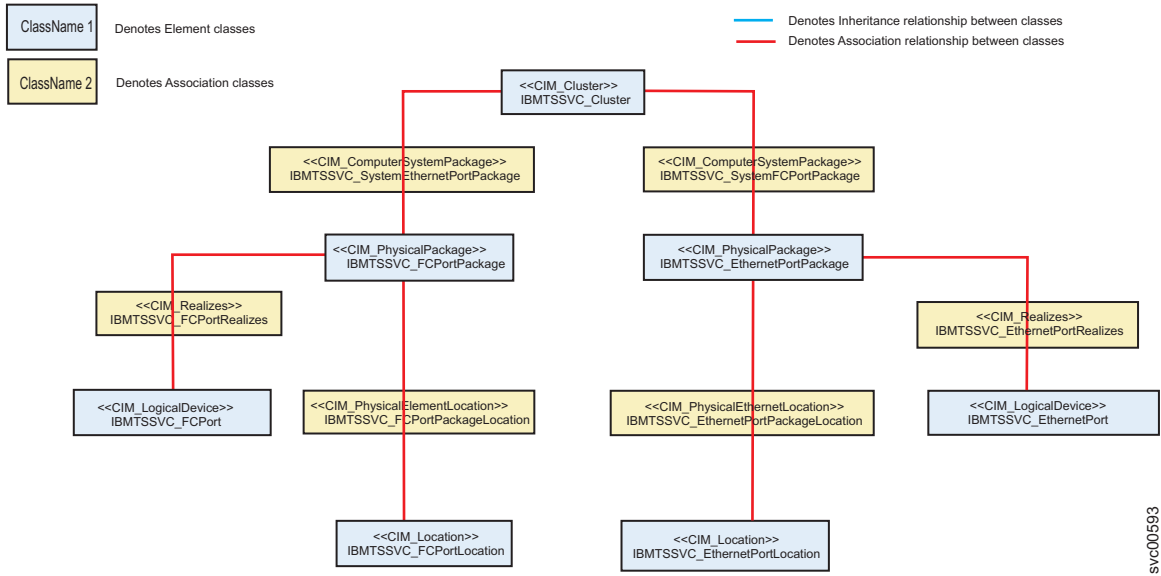 ClassName 1
Denotes Element classes
Denotes Inheritance relationship between classes
Denotes Association relationship between classes
ClassName 2
Denotes Association classes
<<CIM_Cluster>>
IBMTSSVC_Cluster
<<CIM_ComputerSystemPackage>>
IBMTSSVC_SystemEthernetPortPackage
<<CIM_ComputerSystemPackage>>
IBMTSSVC_SystemFCPortPackage
<<CIM_PhysicalPackage>>
IBMTSSVC_FCPortPackage
<<CIM_PhysicalPackage>>
IBMTSSVC_EthernetPortPackage
<<CIM_Realizes>>
IBMTSSVC_FCPortRealizes
<<CIM_Realizes>>
IBMTSSVC_EthernetPortRealizes
<<CIM_LogicalDevice>>
IBMTSSVC_FCPort
<<CIM_PhysicalElementLocation>>
IBMTSSVC_FCPortPackageLocation
<<CIM_PhysicalEthernetLocation>>
IBMTSSVC_EthernetPortPackageLocation
<<CIM_LogicalDevice>>
IBMTSSVC_EthernetPort
<<CIM_Location>>
IBMTSSVC_FCPortLocation
<<CIM_Location>>
IBMTSSVC_EthernetPortLocation
svc00593